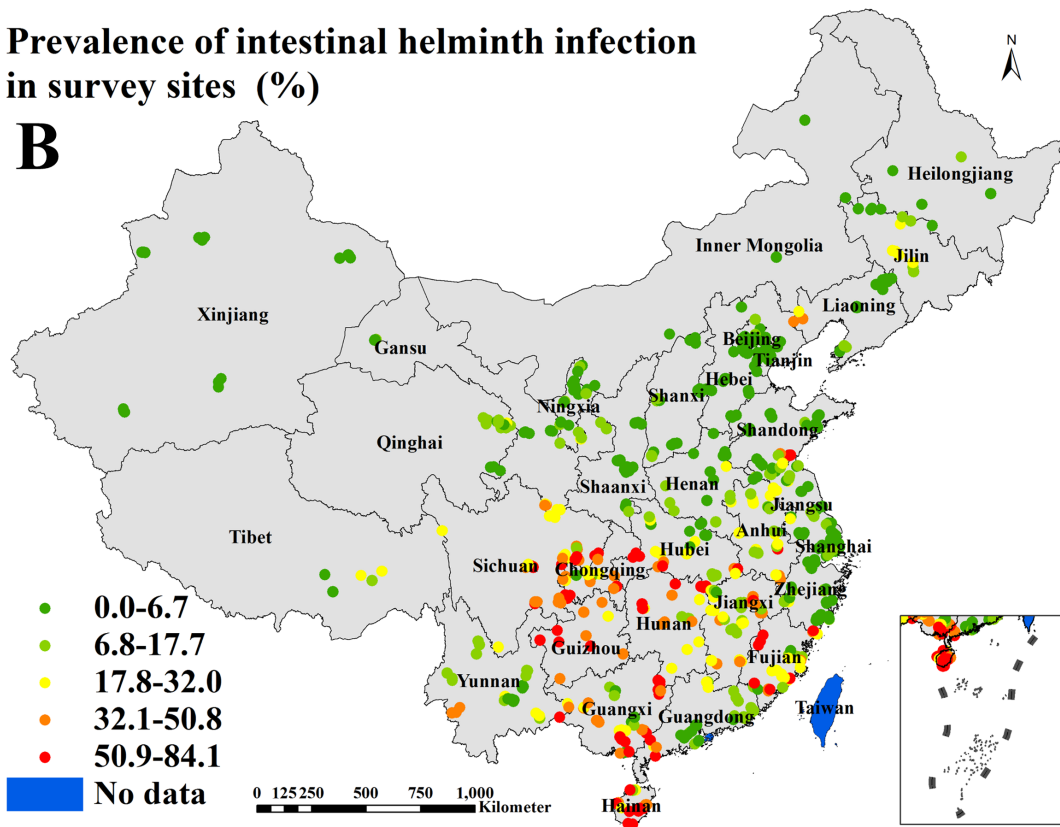 Prevalence of intestinal helminth infection
in survey sites (%)
N
B
Heilongjiang
Inner Mongolia
Jilin
Xinjiang
Liaoning
Gansu
Beijing
Tianjin
Hebei
Shanxi
Ningxia
Shandong
Qinghai
Shaanxi
Henan
Jiangsu
Tibet
Anhui
Hubei
Shanghai
Sichuan
Chongqing
Zhejiang
Jiangxi
Hunan
Guizhou
Fujian
Yunnan
Guangxi
Guangdong
Taiwan
Hainan
0.0-6.7
6.8-17.7
17.8-32.0
32.1-50.8
50.9-84.1
No data
0 125 250 500 750 1,000
Kilometer